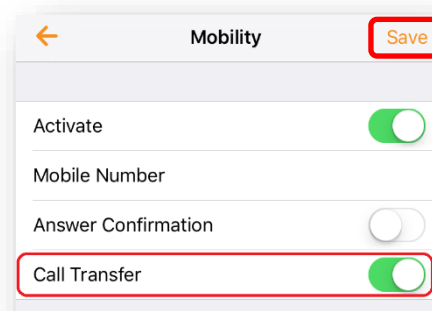 Mobility Save
Activate
Mobile Number
Answer Confirmation
Call Transfer